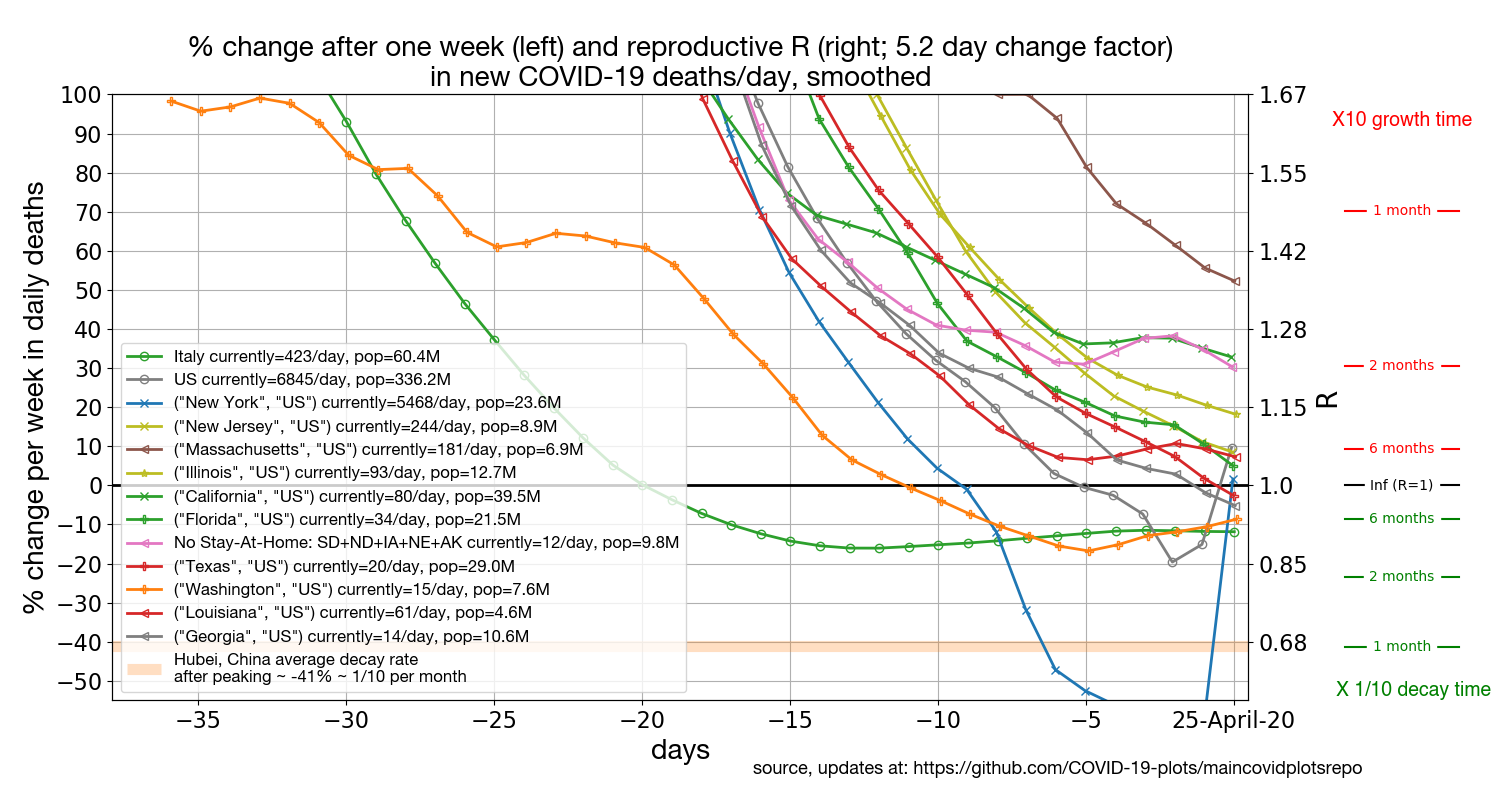 % change after one week (left) and reproductive R (right; 5.2 day change factor)
in new COVID-19 deaths/day, smoothed
% change per week in daily deaths
100
90
80
70
60
50
40
30
20
10
0
−10
−20
−30
−40
−50
Italy currently=423/day, pop=60.4M
US currently=6845/day, pop=336.2M
("New York", "US") currently=5468/day, pop=23.6M
("New Jersey", "US") currently=244/day, pop=8.9M
("Massachusetts", "US") currently=181/day, pop=6.9M
("Illinois", "US") currently=93/day, pop=12.7M
("California", "US") currently=80/day, pop=39.5M
("Florida", "US") currently=34/day, pop=21.5M
No Stay-At-Home: SD+ND+IA+NE+AK currently=12/day, pop=9.8M
("Texas", "US") currently=20/day, pop=29.0M
("Washington", "US") currently=15/day, pop=7.6M
("Louisiana", "US") currently=61/day, pop=4.6M
("Georgia", "US") currently=14/day, pop=10.6M
Hubei, China average decay rate
after peaking ~ -41% ~ 1/10 per month
−35 −30 −25 −20 −15 −10 −5 25-April-20
days
1.67
1.55
1.42
1.28
1.15
1.0
0.85
0.68
R
X10 growth time
1 month
2 months
6 months
Inf (R=1)
6 months
2 months
1 month
X 1/10 decay time
source, updates at: https://github.com/COVID-19-plots/maincovidplotsrepo